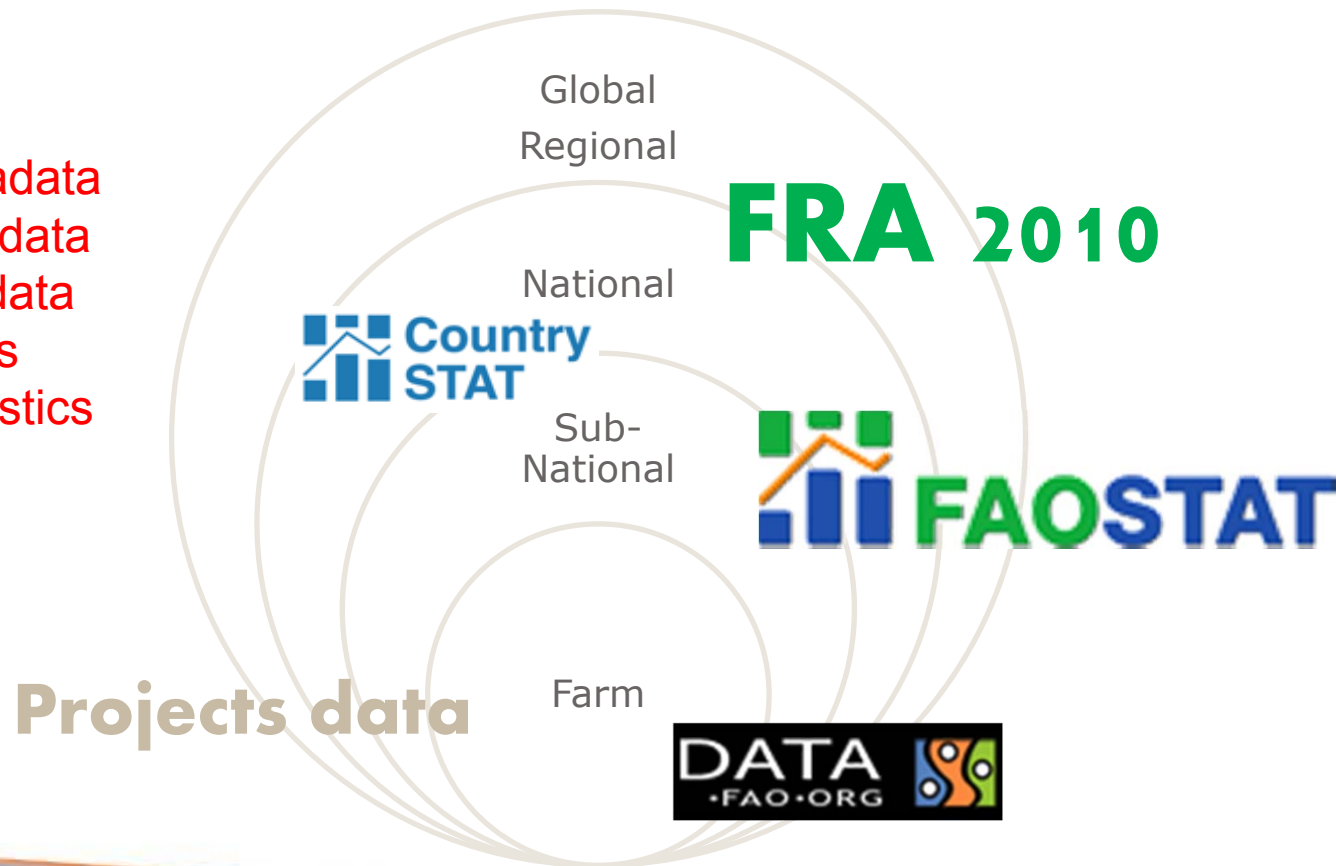 Global
Regional
adata
data
data
s
stics
FRA 2010
National
Country
STAT
Sub-
National
FAOSTAT
Projects data
Farm
DATA
•FAO•ORG